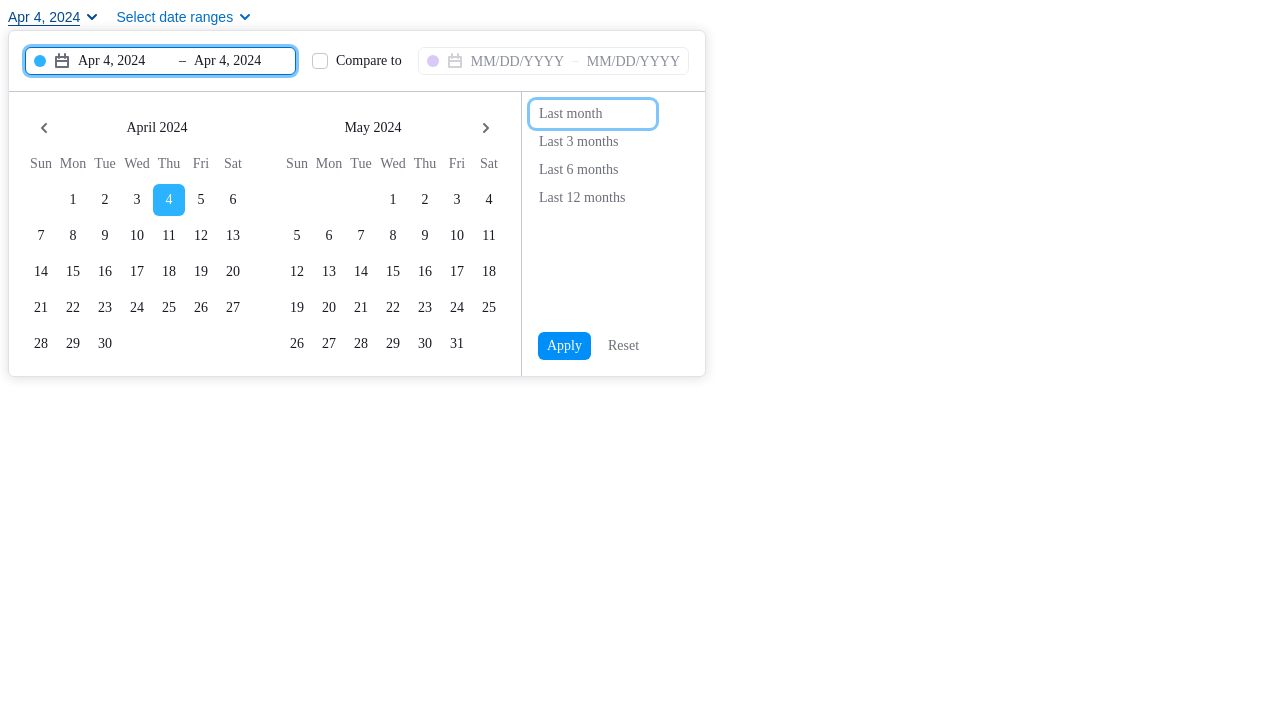 Apr 4, 2024 Select date ranges
Apr 4, 2024 – Apr 4, 2024 Compare to MM/DD/YYYY – MM/DD/YYYY
April 2024 May 2024
Sun Mon Tue Wed Thu Fri Sat Sun Mon Tue Wed Thu Fri Sat
1 2 3 4 5 6 1 2 3 4
7 8 9 10 11 12 13 5 6 7 8 9 10 11
14 15 16 17 18 19 20 12 13 14 15 16 17 18
21 22 23 24 25 26 27 19 20 21 22 23 24 25
28 29 30 26 27 28 29 30 31
Last month
Last 3 months
Last 6 months
Last 12 months
Apply Reset